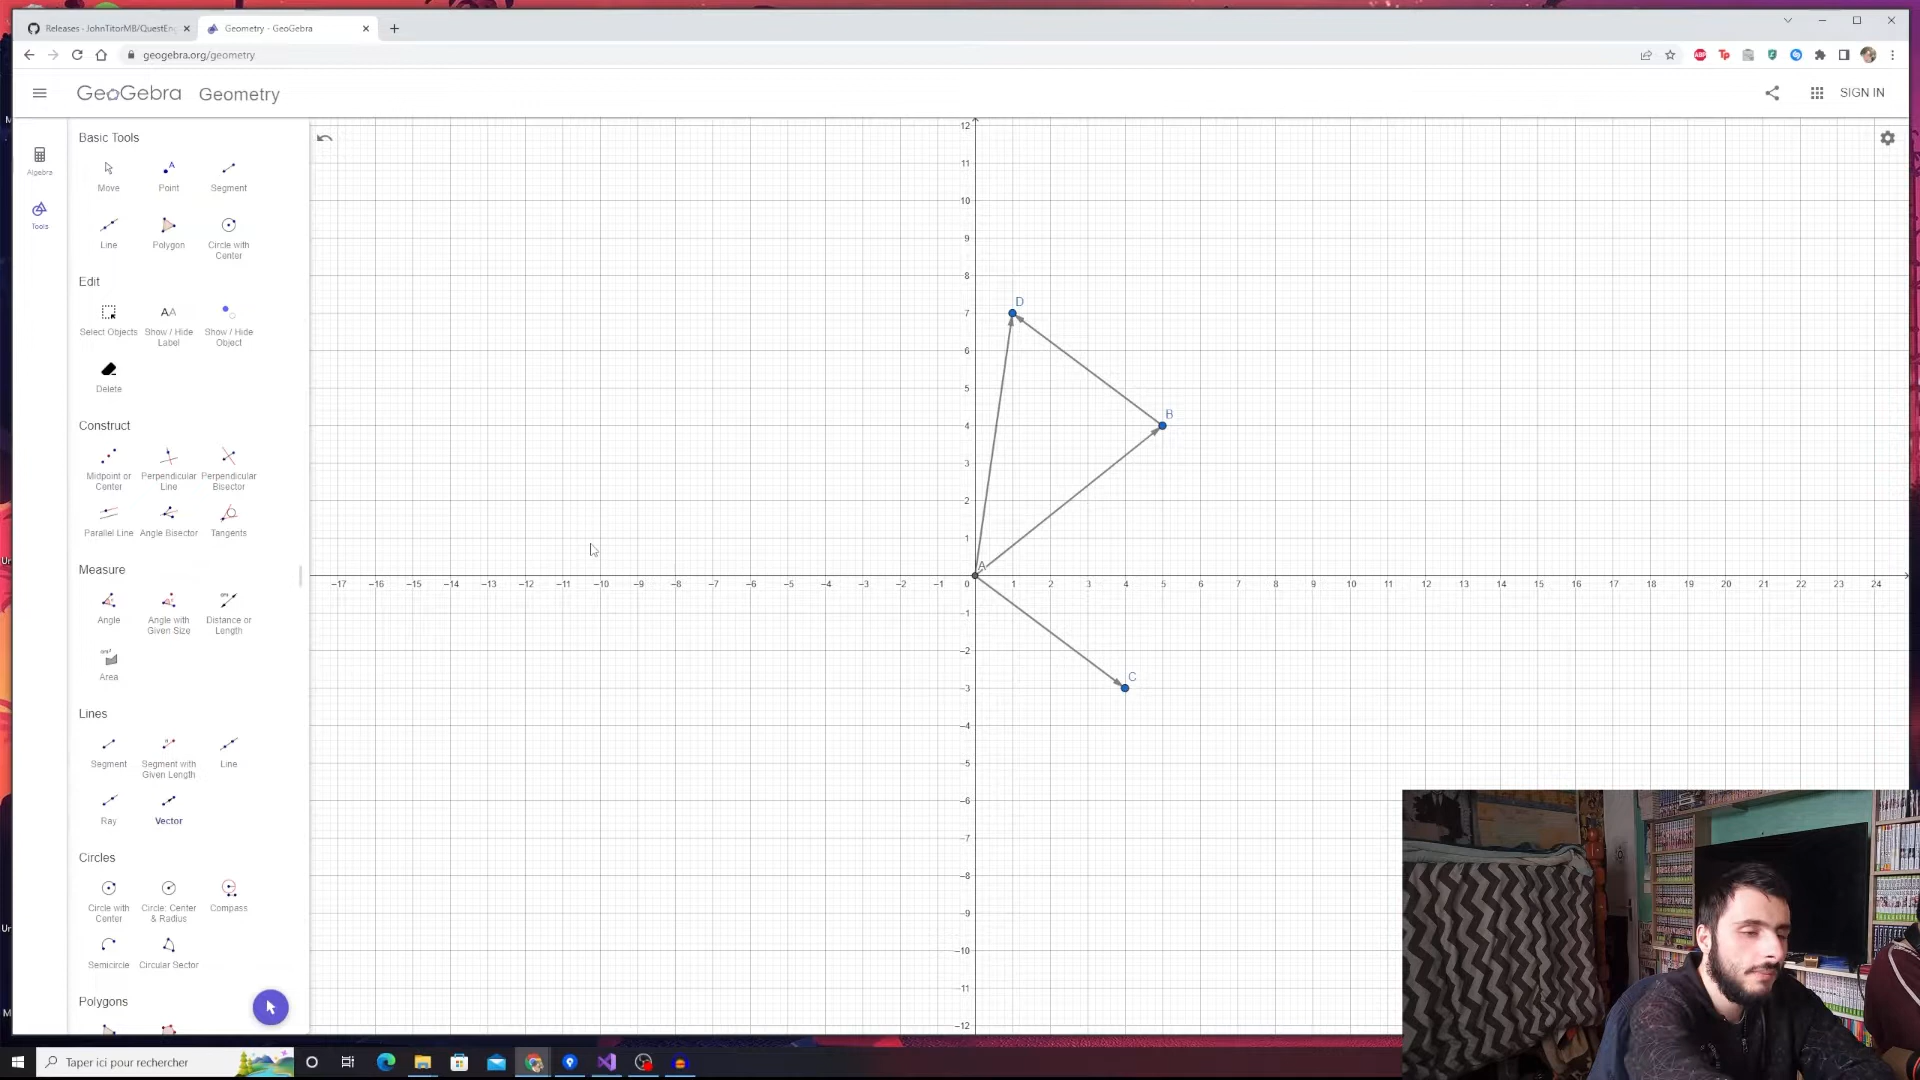 Releases · JohnTitorMB/QuestEng
Geometry - GeoGebra
geogebra.org/geometry
ABP
Tp
GeoGebra Geometry
SIGN IN
Algebra
Tools
Basic Tools
Move
Point
Segment
Line
Polygon
Circle with Center
Edit
Select Objects
Show / Hide Label
Show / Hide Object
Delete
Construct
Midpoint or Center
Perpendicular Line
Perpendicular Bisector
Parallel Line
Angle Bisector
Tangents
Measure
Angle
Angle with Given Size
Distance or Length
Area
Lines
Segment
Segment with Given Length
Line
Ray
Vector
Circles
Circle with Center
Circle: Center & Radius
Compass
Semicircle
Circular Sector
Polygons
12
11
10
9
8
7
6
5
4
3
2
1
−1
−2
−3
−4
−5
−6
−7
−8
−9
−10
−11
−12
−17 −16 −15 −14 −13 −12 −11 −10 −9 −8 −7 −6 −5 −4 −3 −2 −1 0 1 2 3 4 5 6 7 8 9 10 11 12 13 14 15 16 17 18 19 20 21 22 23 24
D
B
A
C
Taper ici pour rechercher